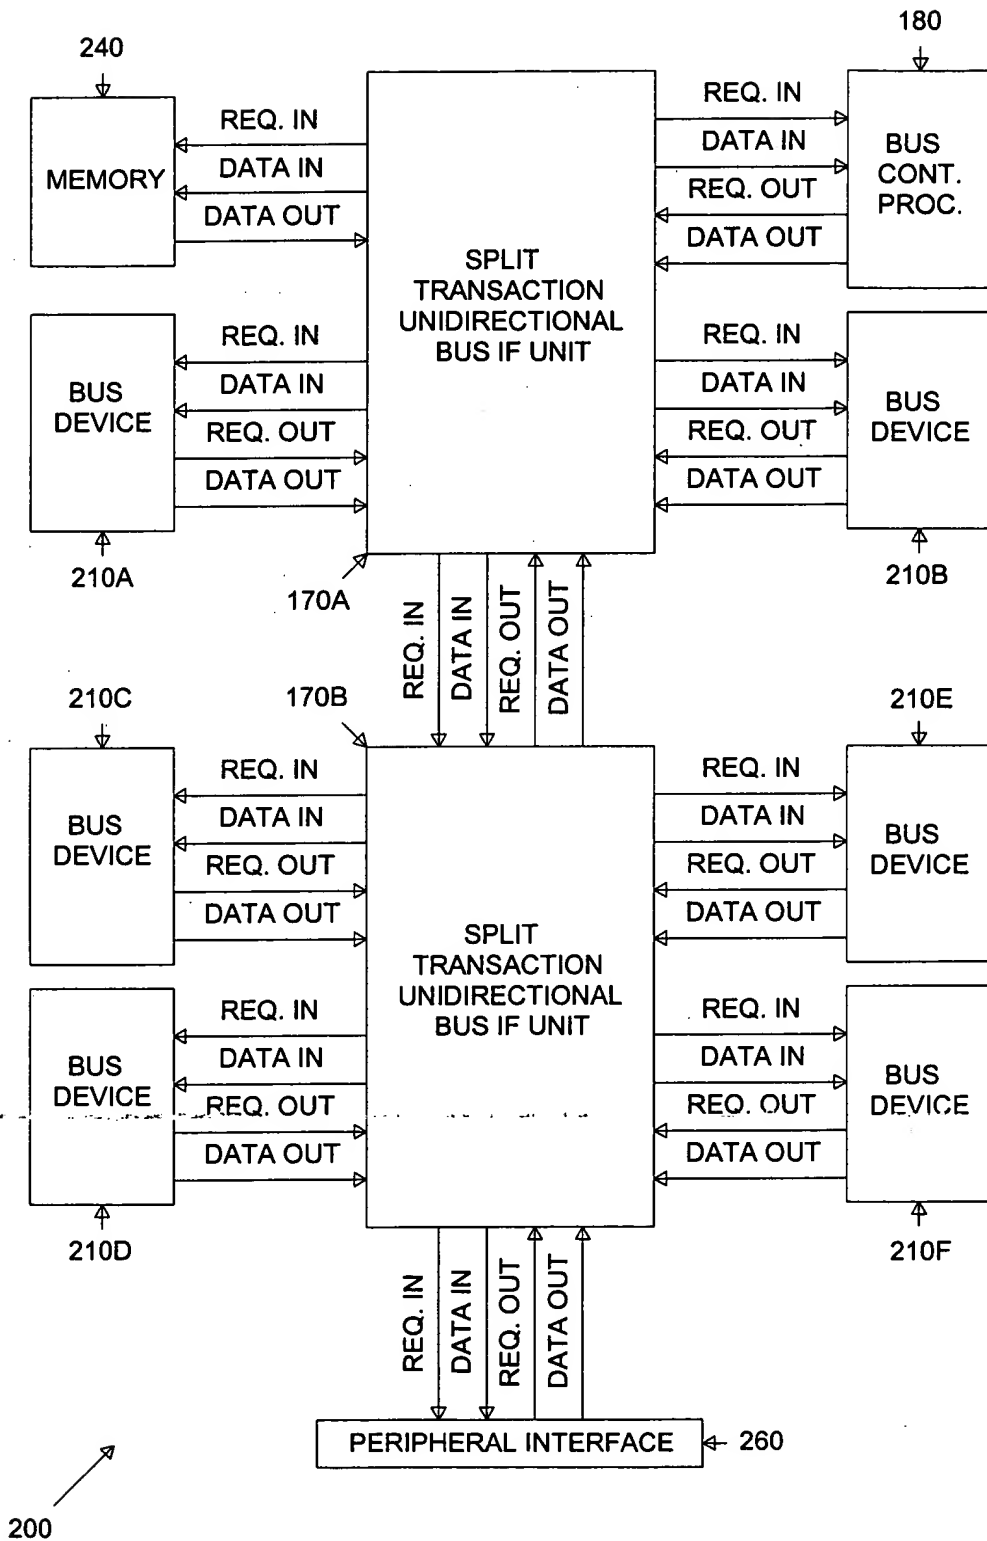 180
240
REQ. IN
DATA IN
REQ. OUT
DATA OUT
BUS
CONT.
PROC.
REQ. IN
DATA IN
DATA OUT
MEMORY
SPLIT
TRANSACTION
UNIDIRECTIONAL
BUS IF UNIT
REQ. IN
DATA IN
REQ. OUT
DATA OUT
BUS
DEVICE
REQ. IN
DATA IN
REQ. OUT
DATA OUT
BUS
DEVICE
210A
170A
210B
REQ. IN
DATA IN
REQ. OUT
DATA OUT
210C
170B
210E
REQ. IN
DATA IN
REQ. OUT
DATA OUT
BUS
DEVICE
REQ. IN
DATA IN
REQ. OUT
DATA OUT
BUS
DEVICE
SPLIT
TRANSACTION
UNIDIRECTIONAL
BUS IF UNIT
REQ. IN
DATA IN
REQ. OUT
DATA OUT
BUS
DEVICE
REQ. IN
DATA IN
REQ. OUT
DATA OUT
BUS
DEVICE
210D
210F
REQ. IN
DATA IN
REQ. OUT
DATA OUT
PERIPHERAL INTERFACE
260
200